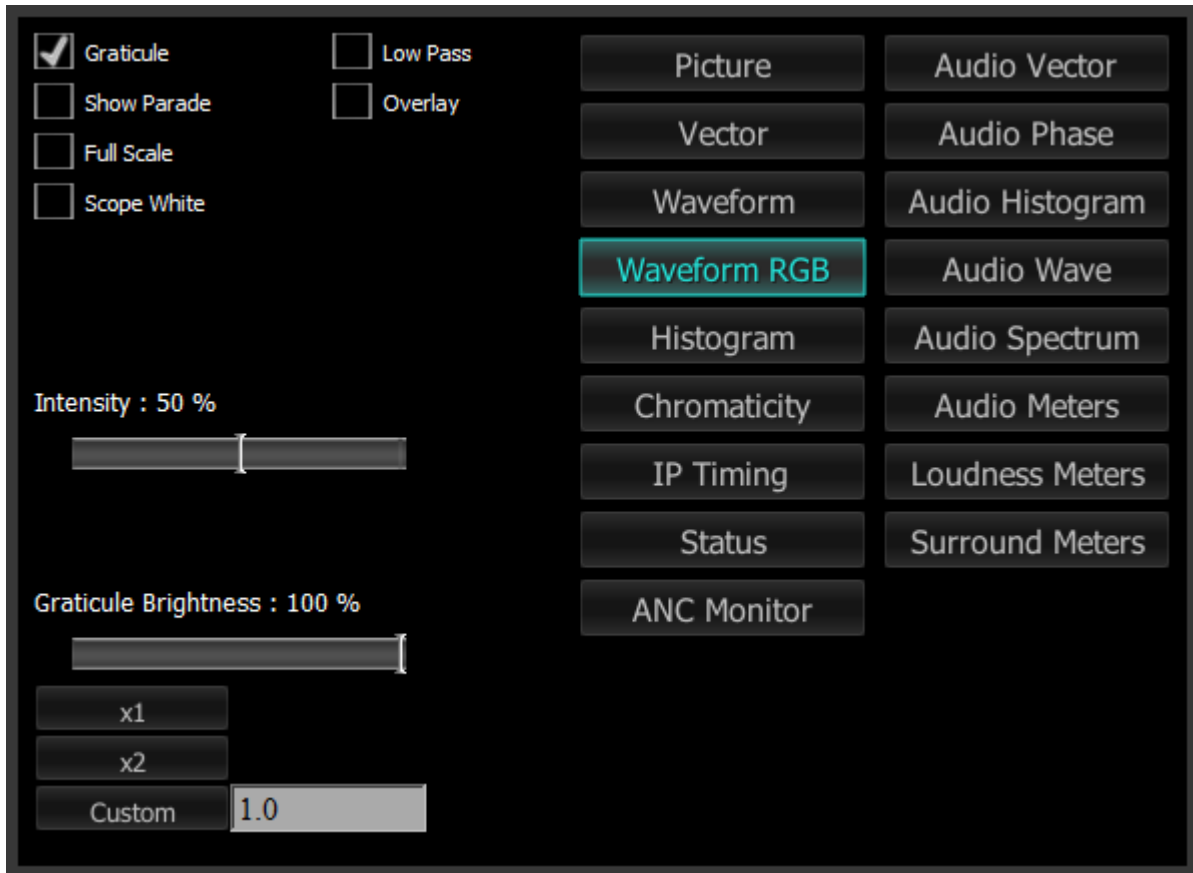 Graticule
Low Pass
Show Parade
Overlay
Full Scale
Scope White
Intensity : 50 %
Graticule Brightness : 100 %
x1
x2
Custom
1.0
Picture
Vector
Waveform
Waveform RGB
Histogram
Chromaticity
IP Timing
Status
ANC Monitor
Audio Vector
Audio Phase
Audio Histogram
Audio Wave
Audio Spectrum
Audio Meters
Loudness Meters
Surround Meters